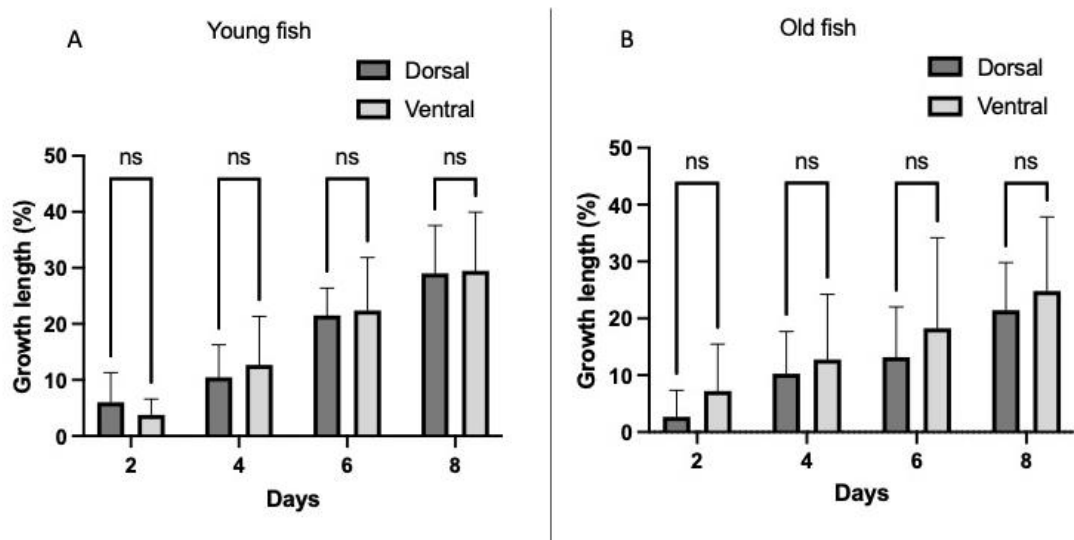 A
Young fish
Dorsal
Ventral
ns
ns
ns
ns
Growth length (%)
50
40
30
20
10
0
2
4
6
8
Days
B
Old fish
Dorsal
Ventral
ns
ns
ns
ns
Growth length (%)
50
40
30
20
10
0
2
4
6
8
Days